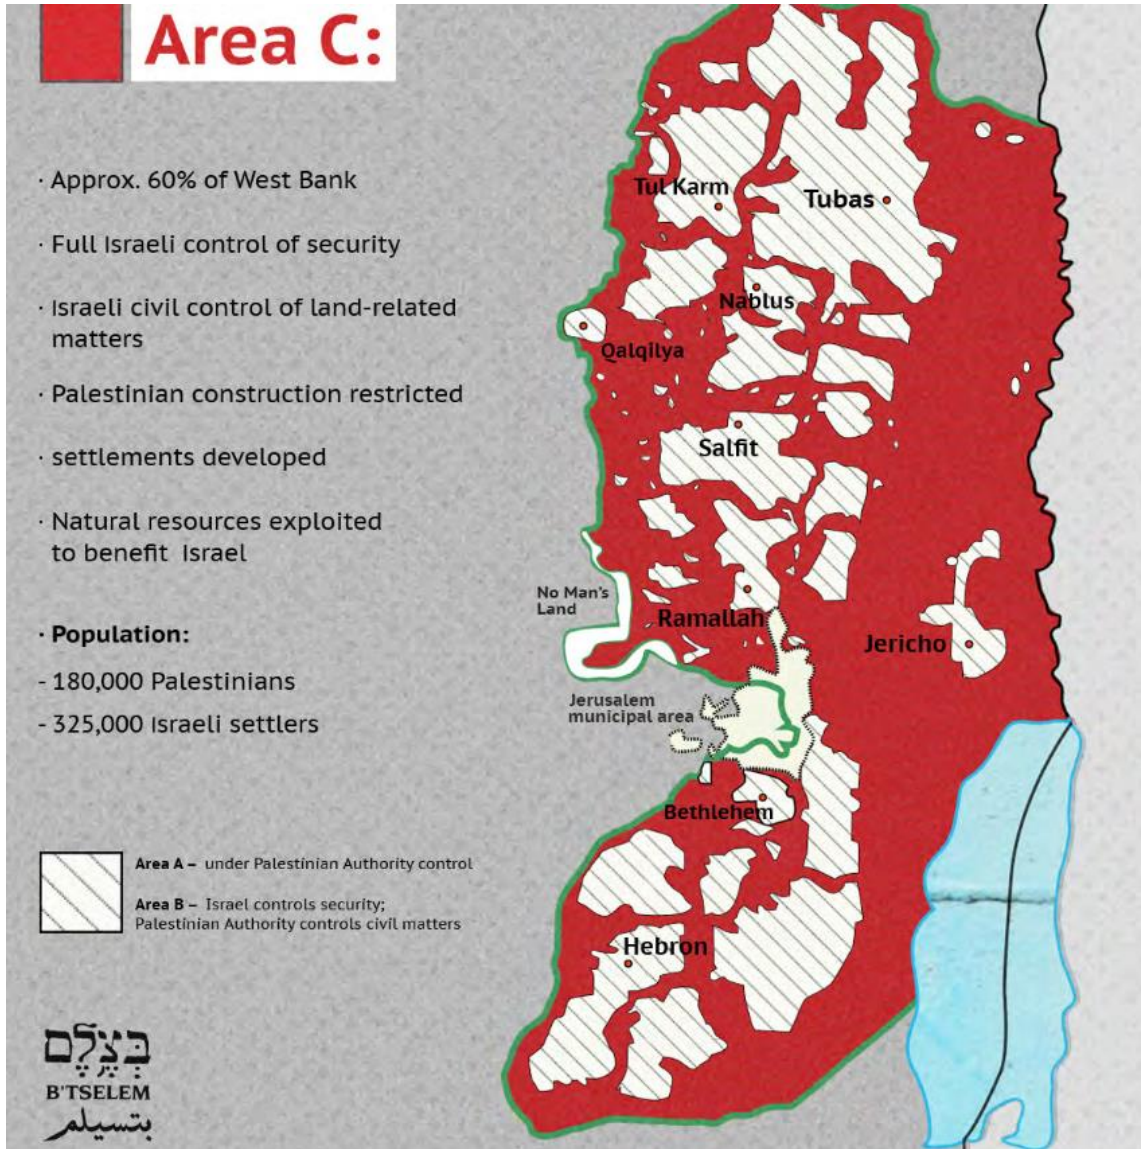 Area C:
· Approx. 60% of West Bank
· Full Israeli control of security
· Israeli civil control of land-related
matters
· Palestinian construction restricted
· settlements developed
· Natural resources exploited
to benefit Israel
· Population:
- 180,000 Palestinians
- 325,000 Israeli settlers
Area A – under Palestinian Authority control
Area B – Israel controls security;
Palestinian Authority controls civil matters
בְּצֶלֶם
B'TSELEM
بتسيلم
Tul Karm
Tubas
Nablus
Qalqilya
Salfit
No Man's
Land
Ramallah
Jericho
Jerusalem
municipal area
Bethlehem
Hebron